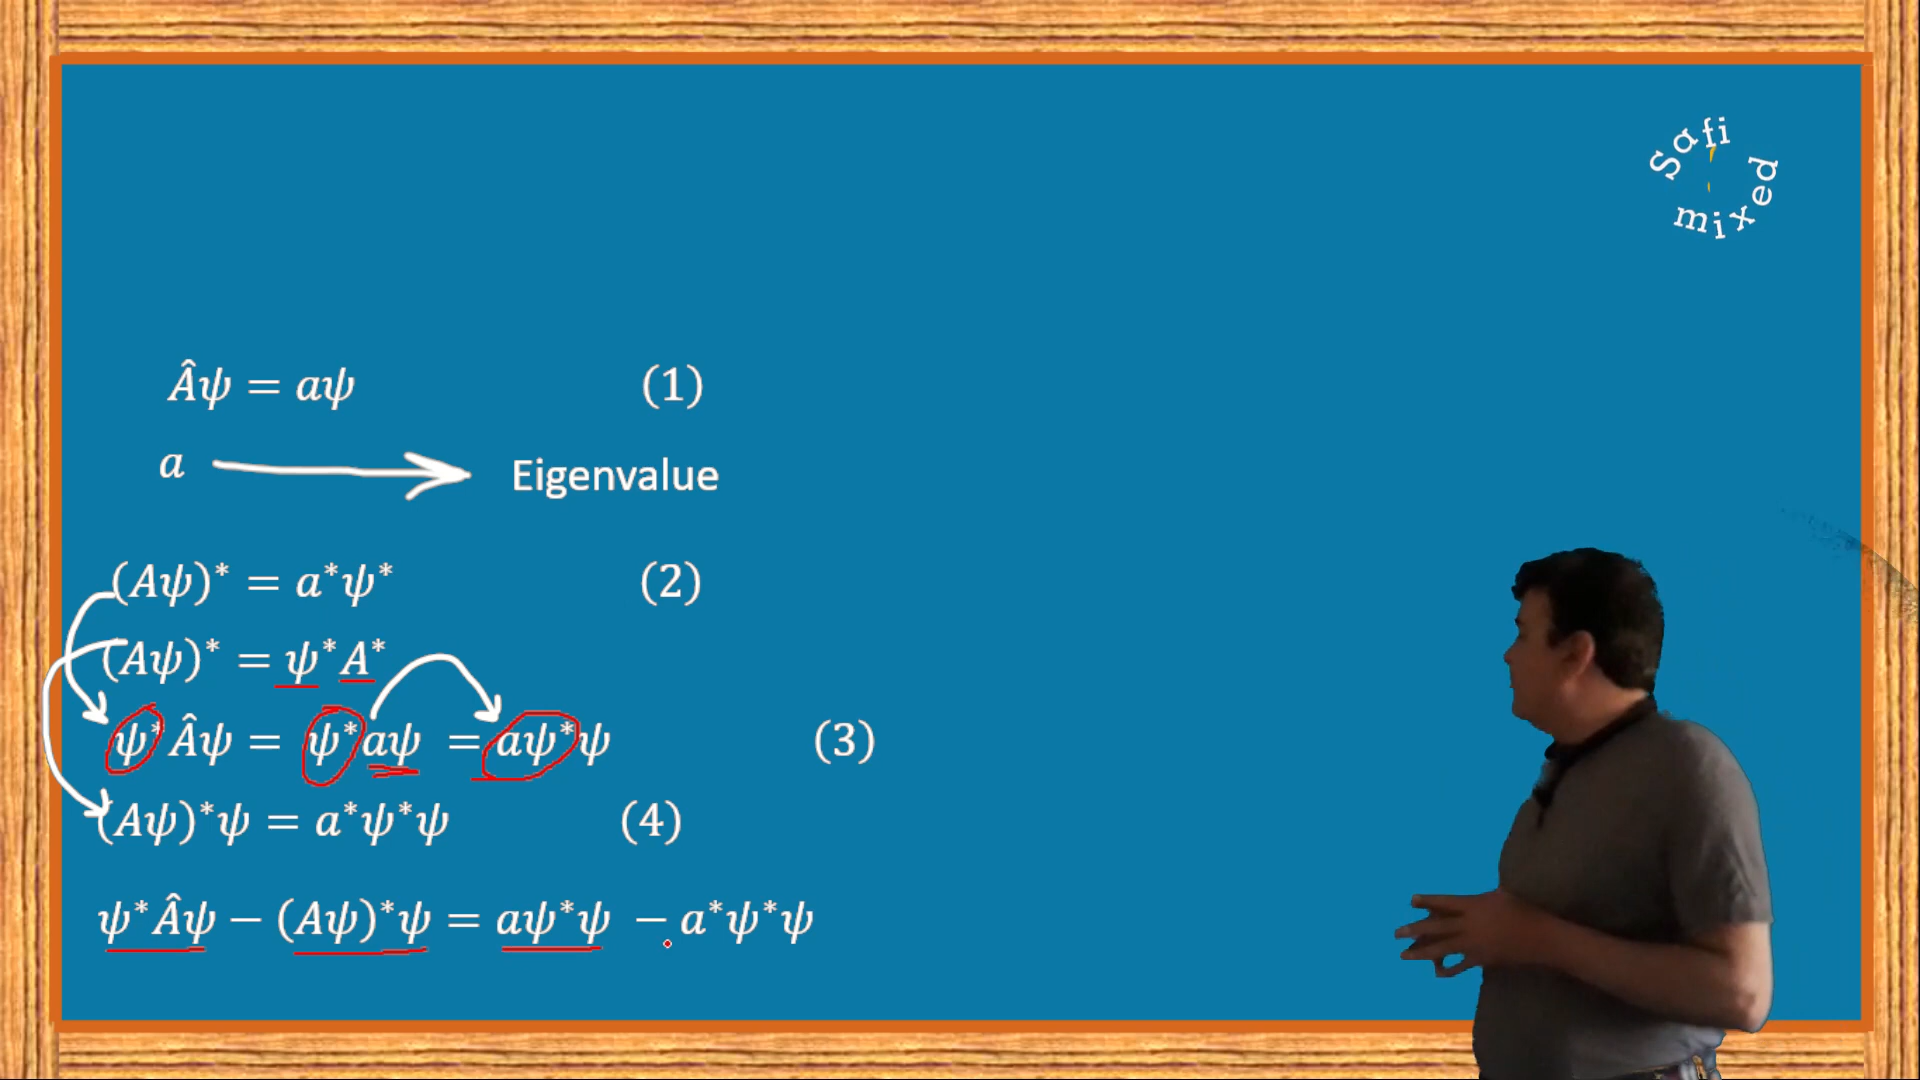 Safi
mixed
Âψ = aψ (1)
a Eigenvalue
(Aψ)* = a*ψ* (2)
(Aψ)* = ψ*A*
ψ*Âψ = ψ*aψ = aψ*ψ (3)
(Aψ)*ψ = a*ψ*ψ (4)
ψ*Âψ − (Aψ)*ψ = aψ*ψ − a*ψ*ψ